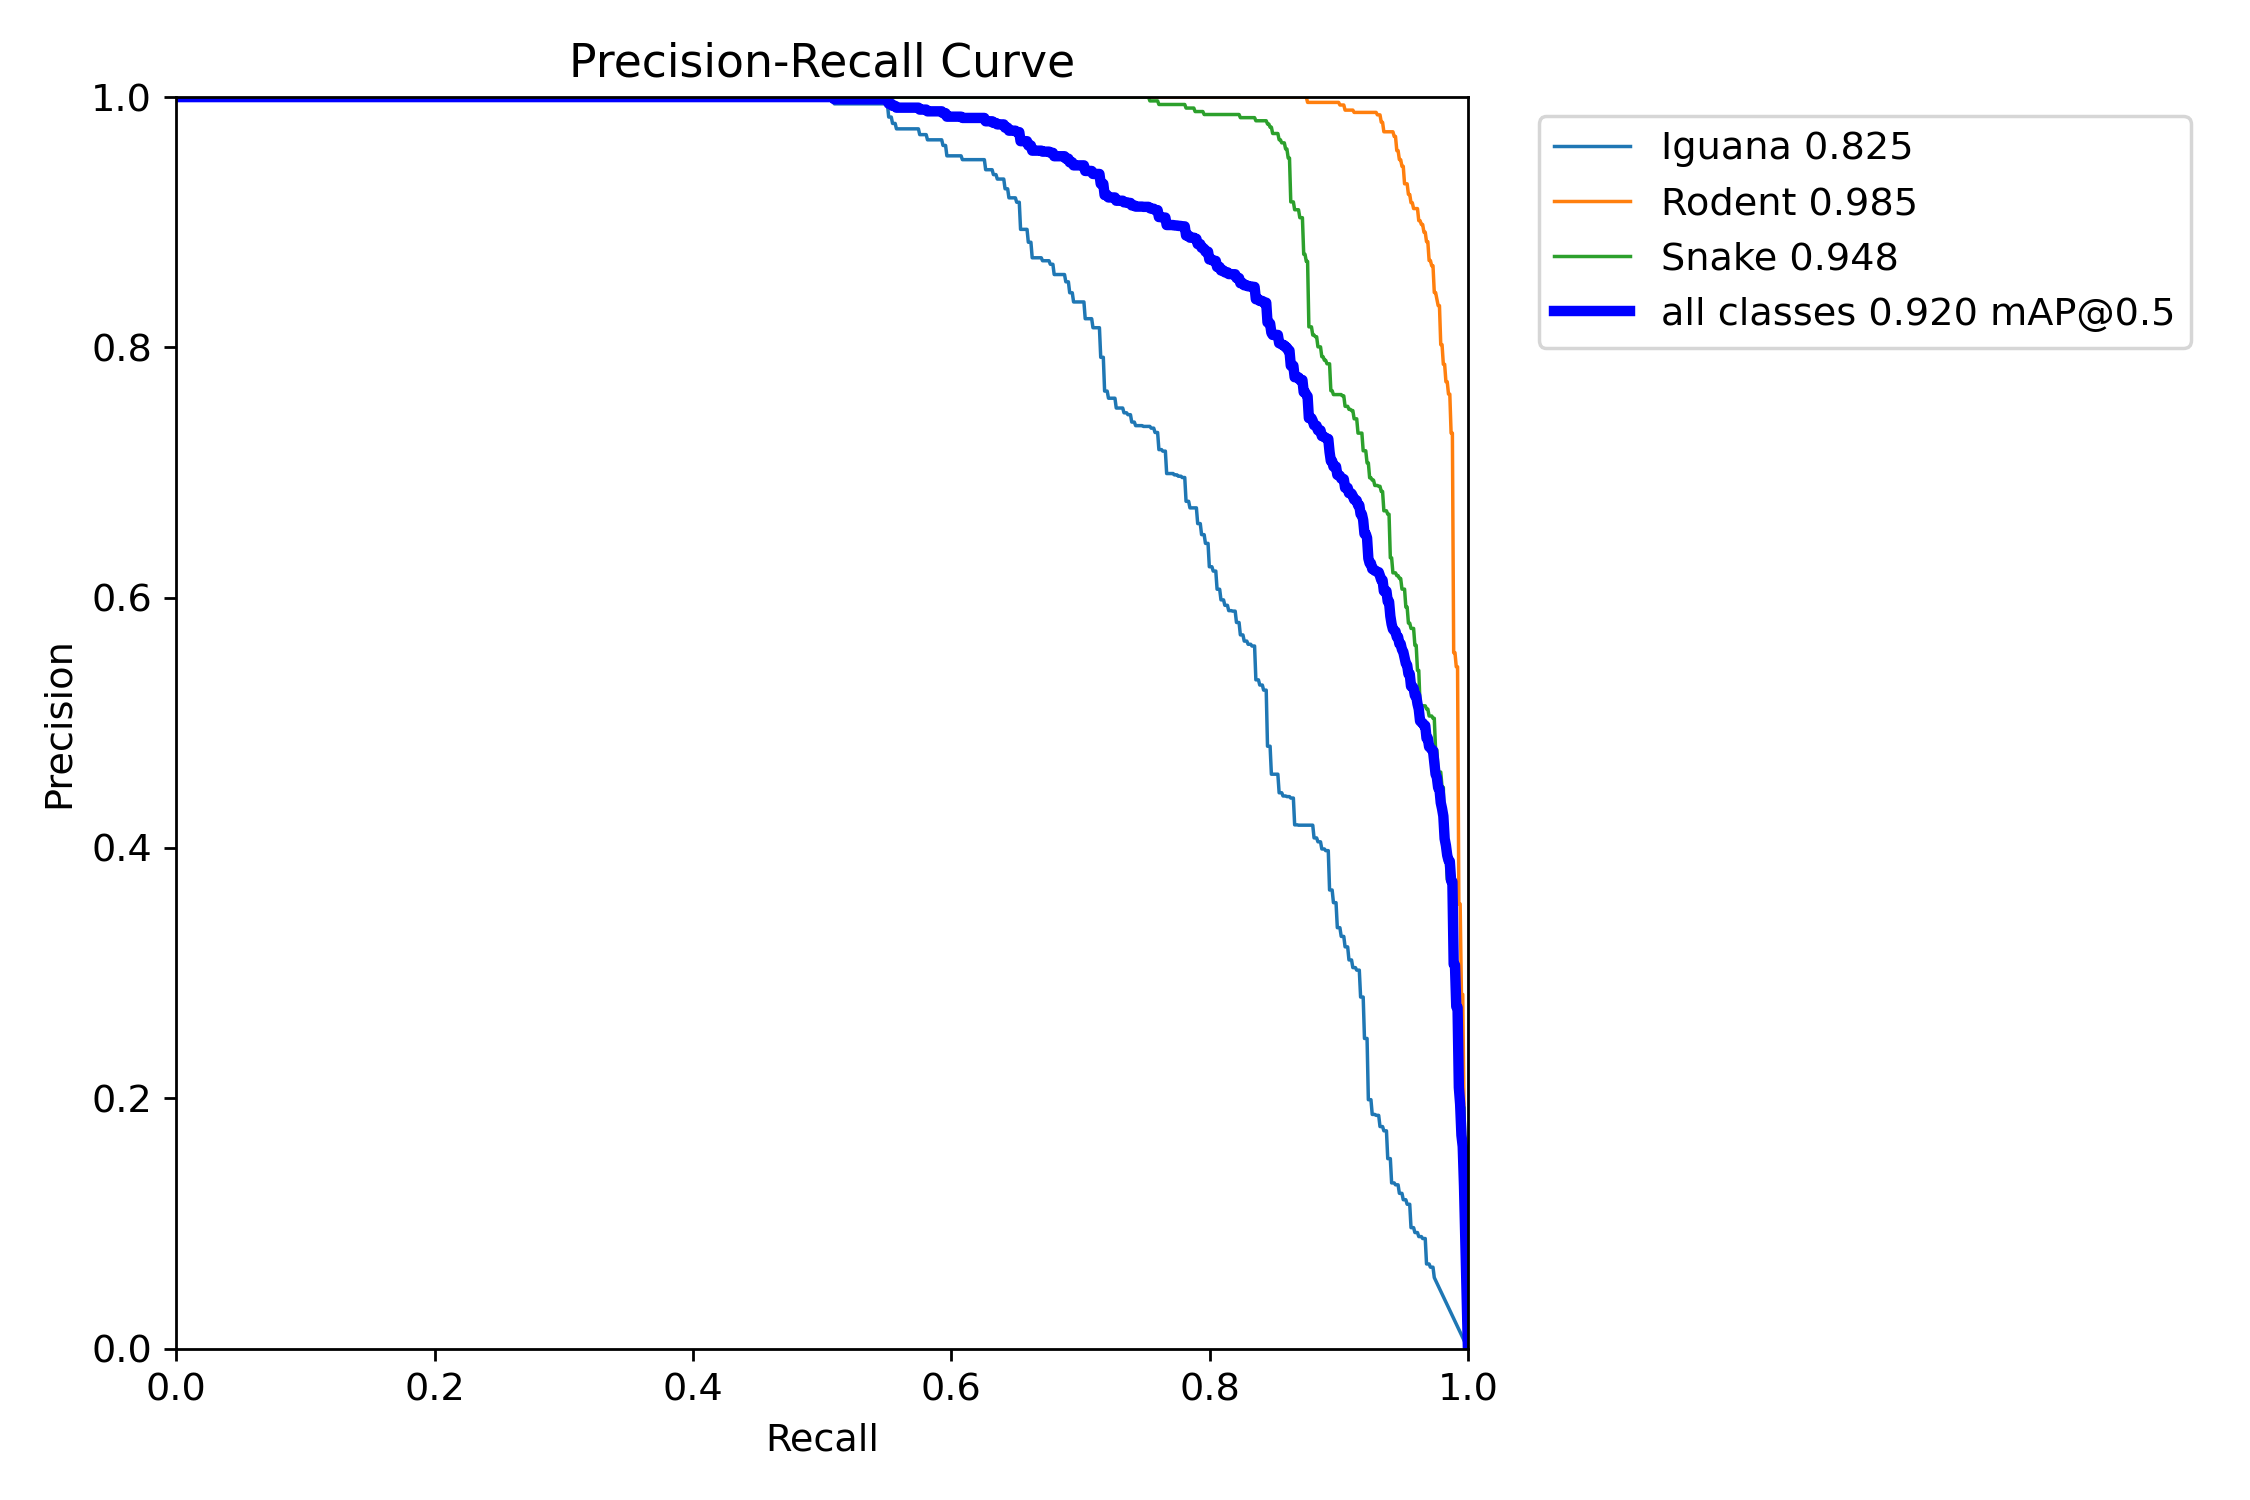 Precision-Recall Curve
1.0
0.8
0.6
0.4
0.2
0.0
Precision
0.0 0.2 0.4 0.6 0.8 1.0
Recall
Iguana 0.825
Rodent 0.985
Snake 0.948
all classes 0.920 mAP@0.5